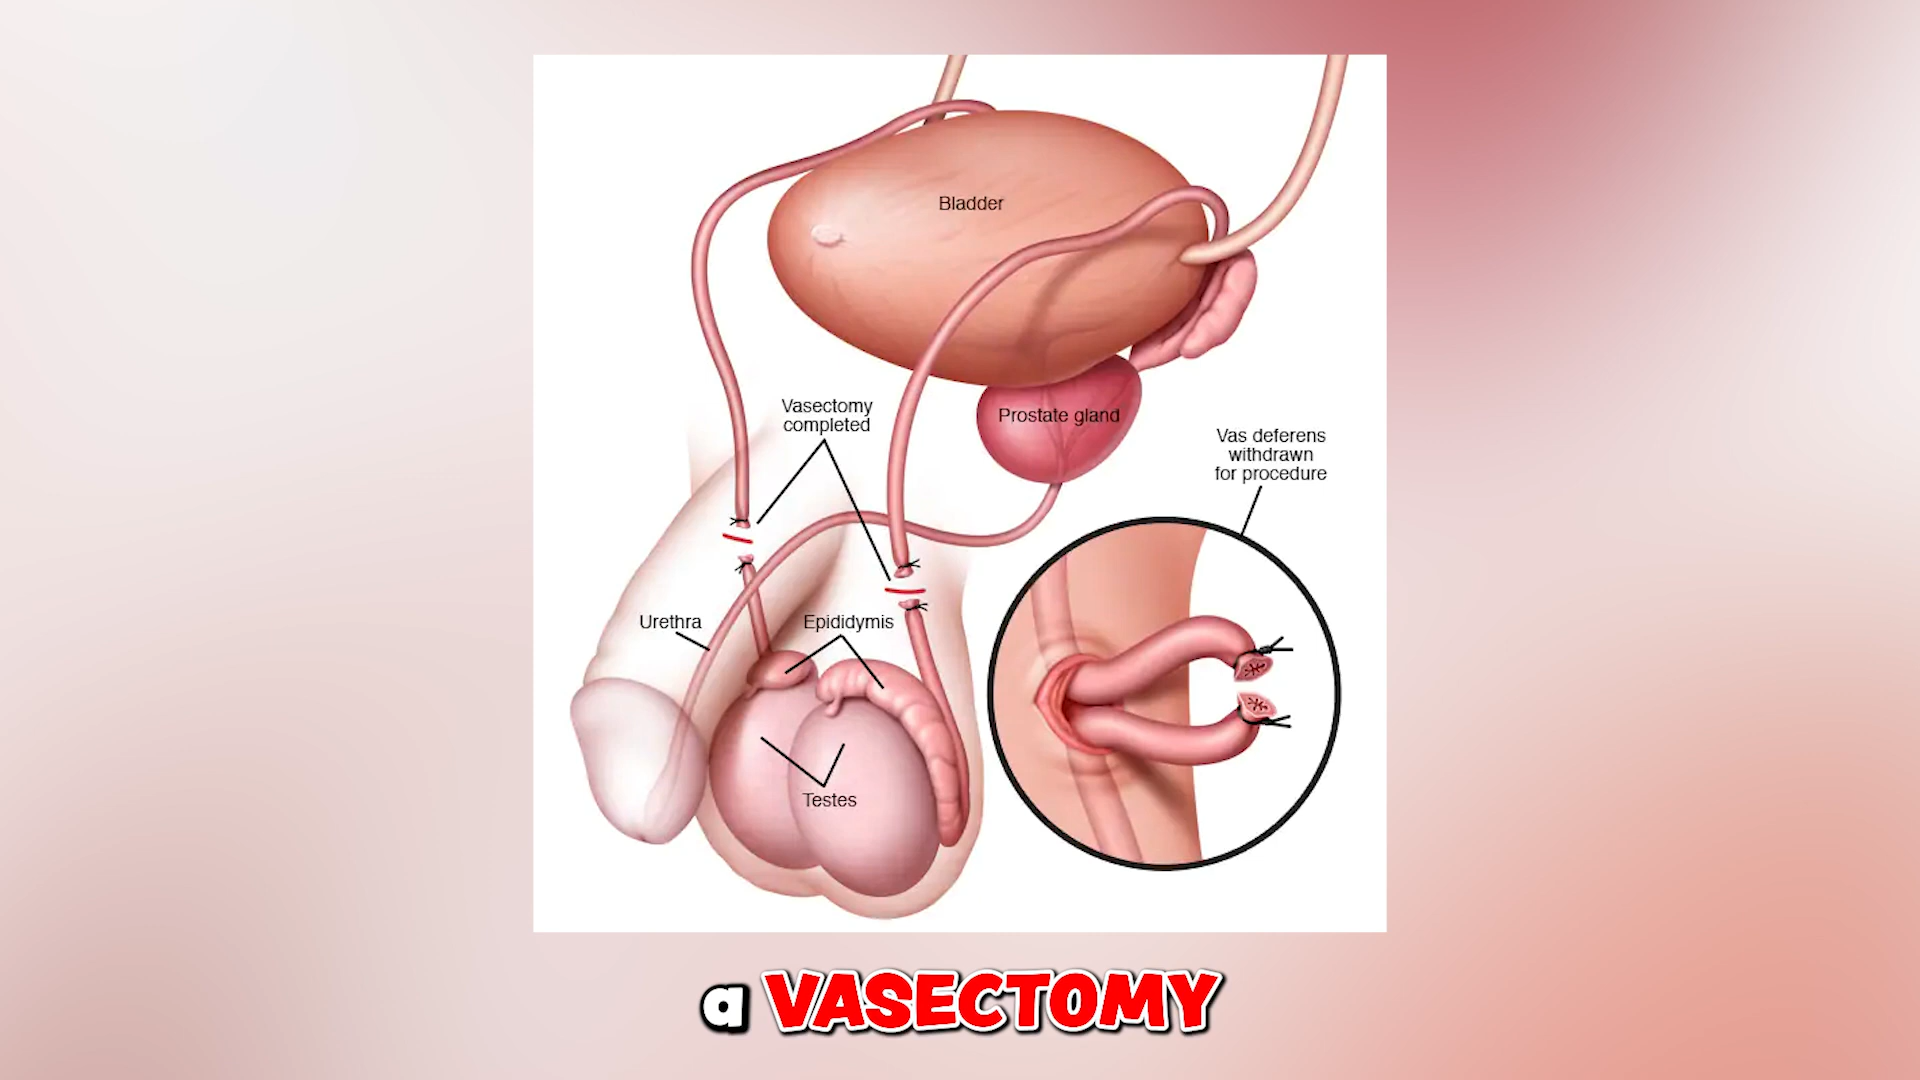 Bladder
Vasectomy
completed
Prostate gland
Vas deferens
withdrawn
for procedure
Urethra
Epididymis
Testes
a VASECTOMY